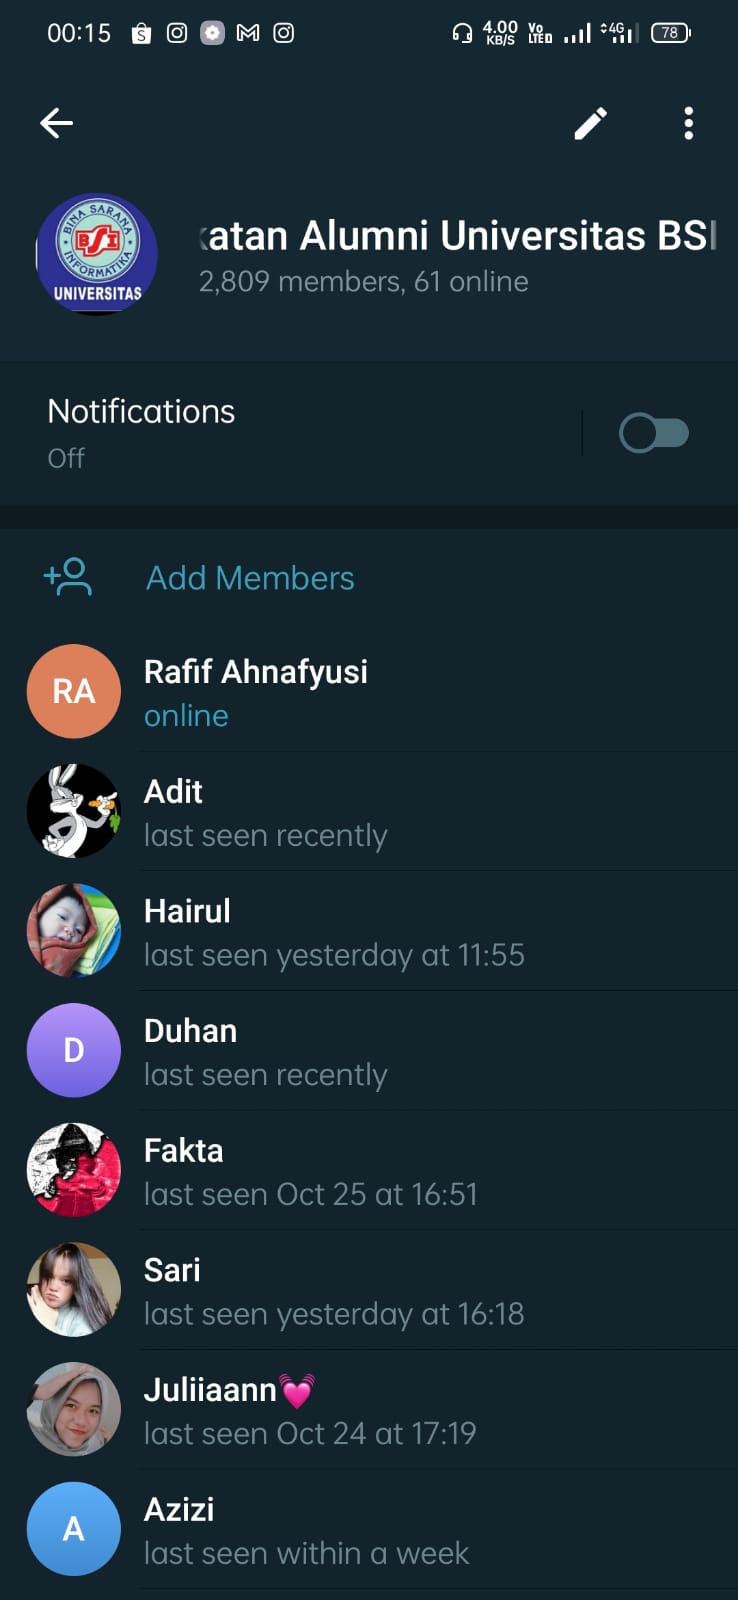 00:15
4.00
KB/S
Vo
LTE
4G
78
atan Alumni Universitas BS
2,809 members, 61 online
BINA SARANA
BSI
INFORMATIKA
UNIVERSITAS
Notifications
Off
Add Members
RA
Rafif Ahnafyusi
online
Adit
last seen recently
Hairul
last seen yesterday at 11:55
D
Duhan
last seen recently
Fakta
last seen Oct 25 at 16:51
Sari
last seen yesterday at 16:18
Juliiaann💓
last seen Oct 24 at 17:19
A
Azizi
last seen within a week